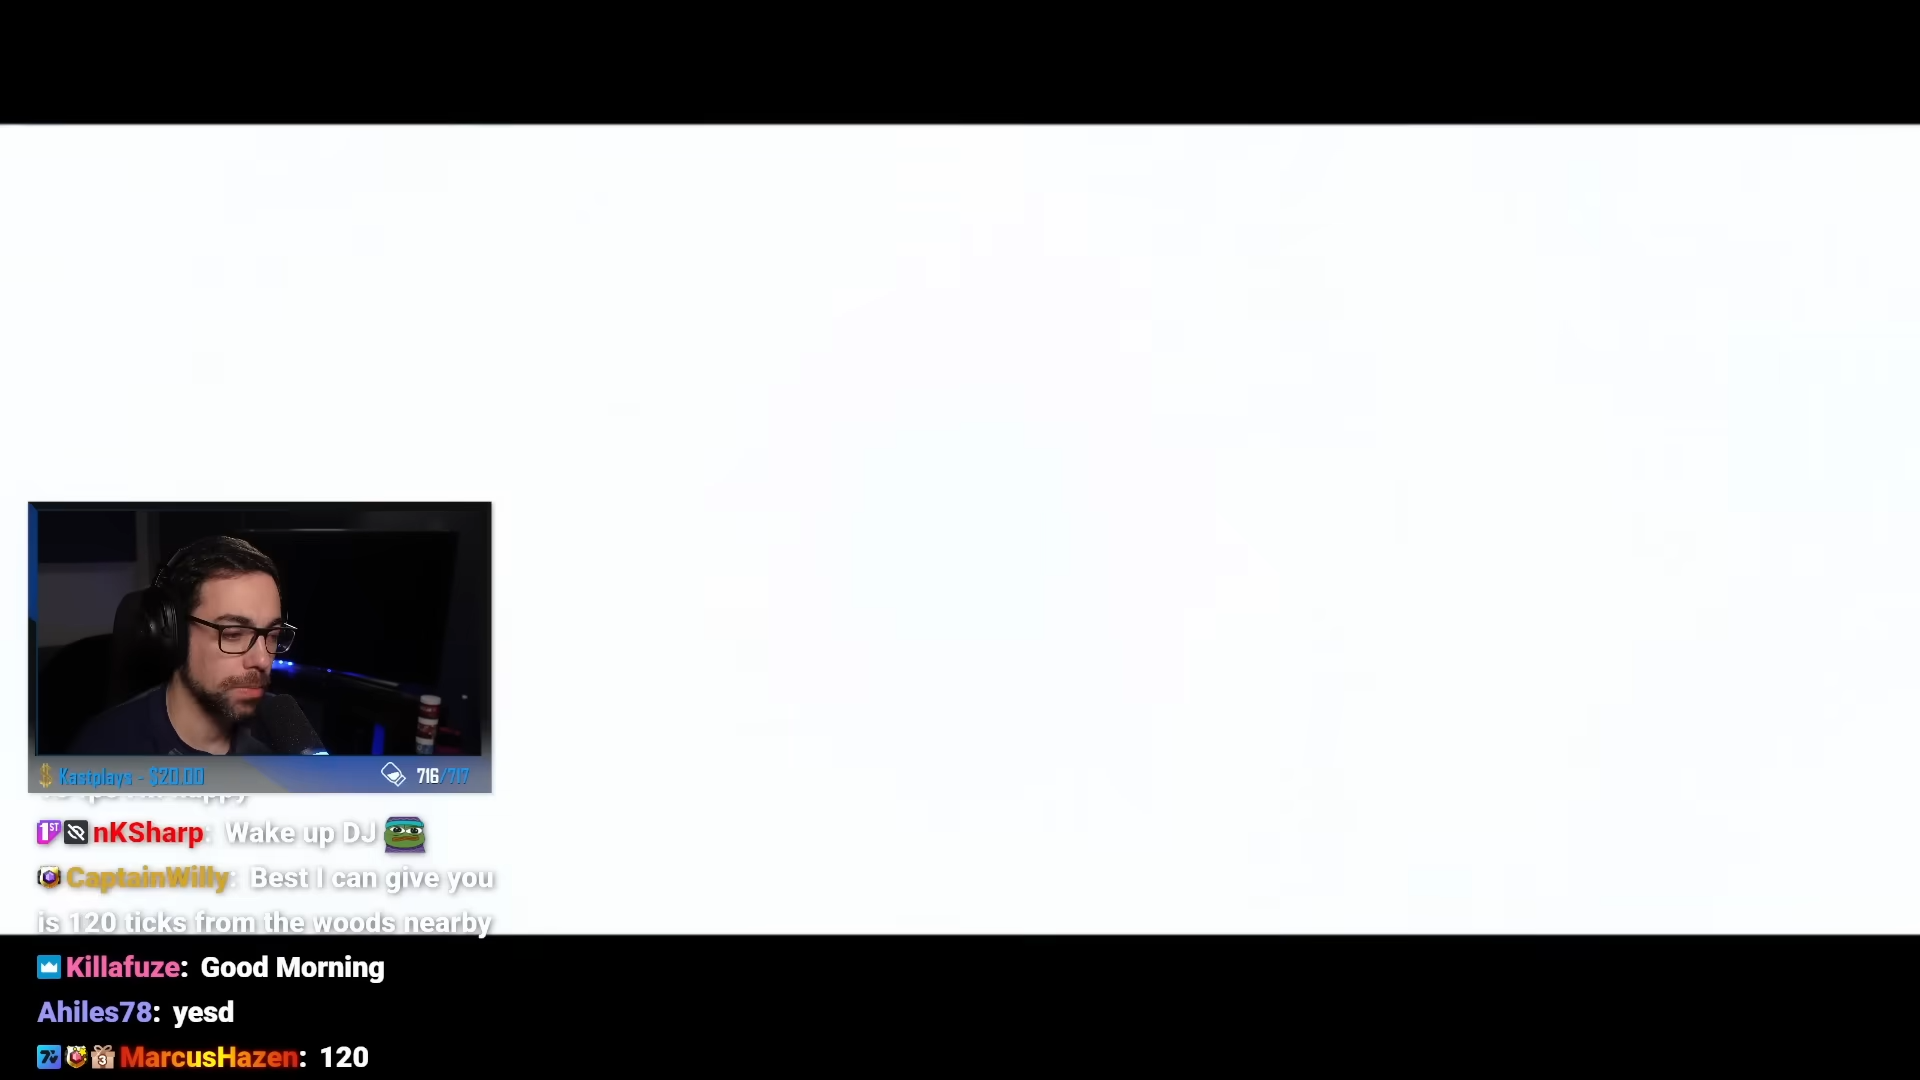 Kastplays - $20.00 716/717
nKSharp: Wake up DJ
CaptainWilly: Best I can give you
is 120 ticks from the woods nearby
Killafuze: Good Morning
Ahiles78: yesd
MarcusHazen: 120